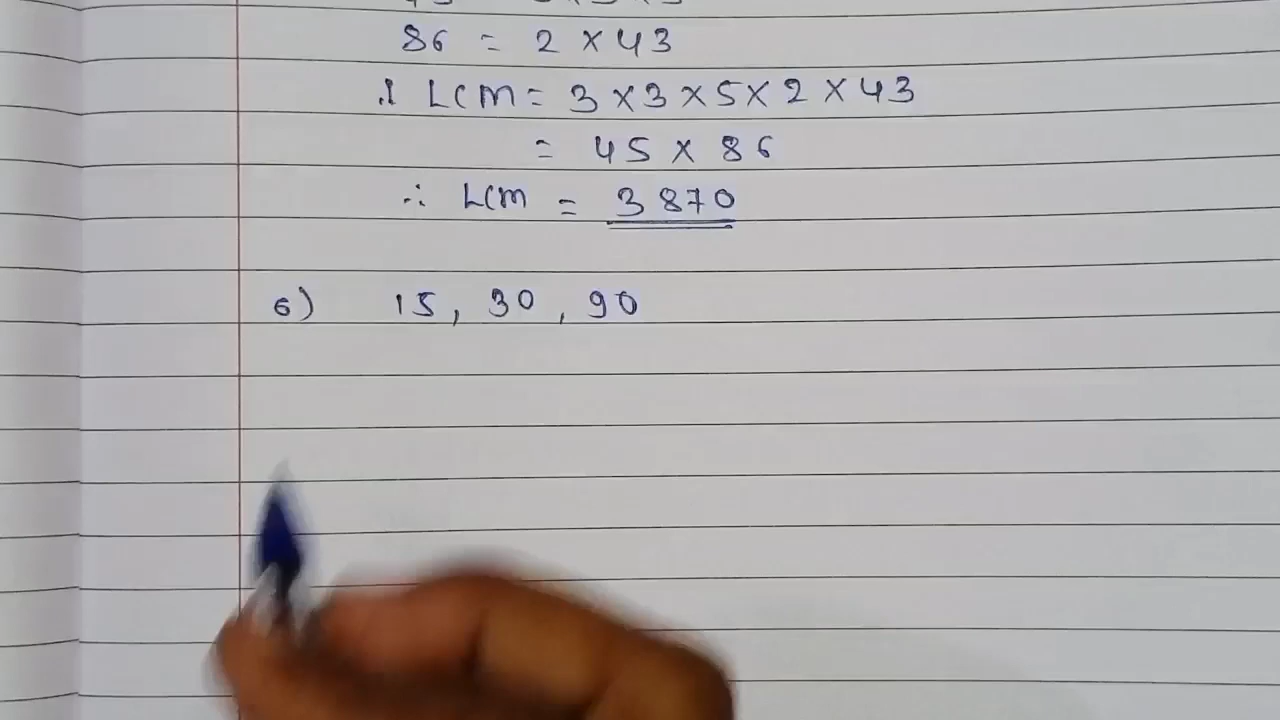 86 = 2 × 43
∴ LCM = 3 × 3 × 5 × 2 × 43
= 45 × 86
∴ LCM = 3870
6) 15, 30, 90